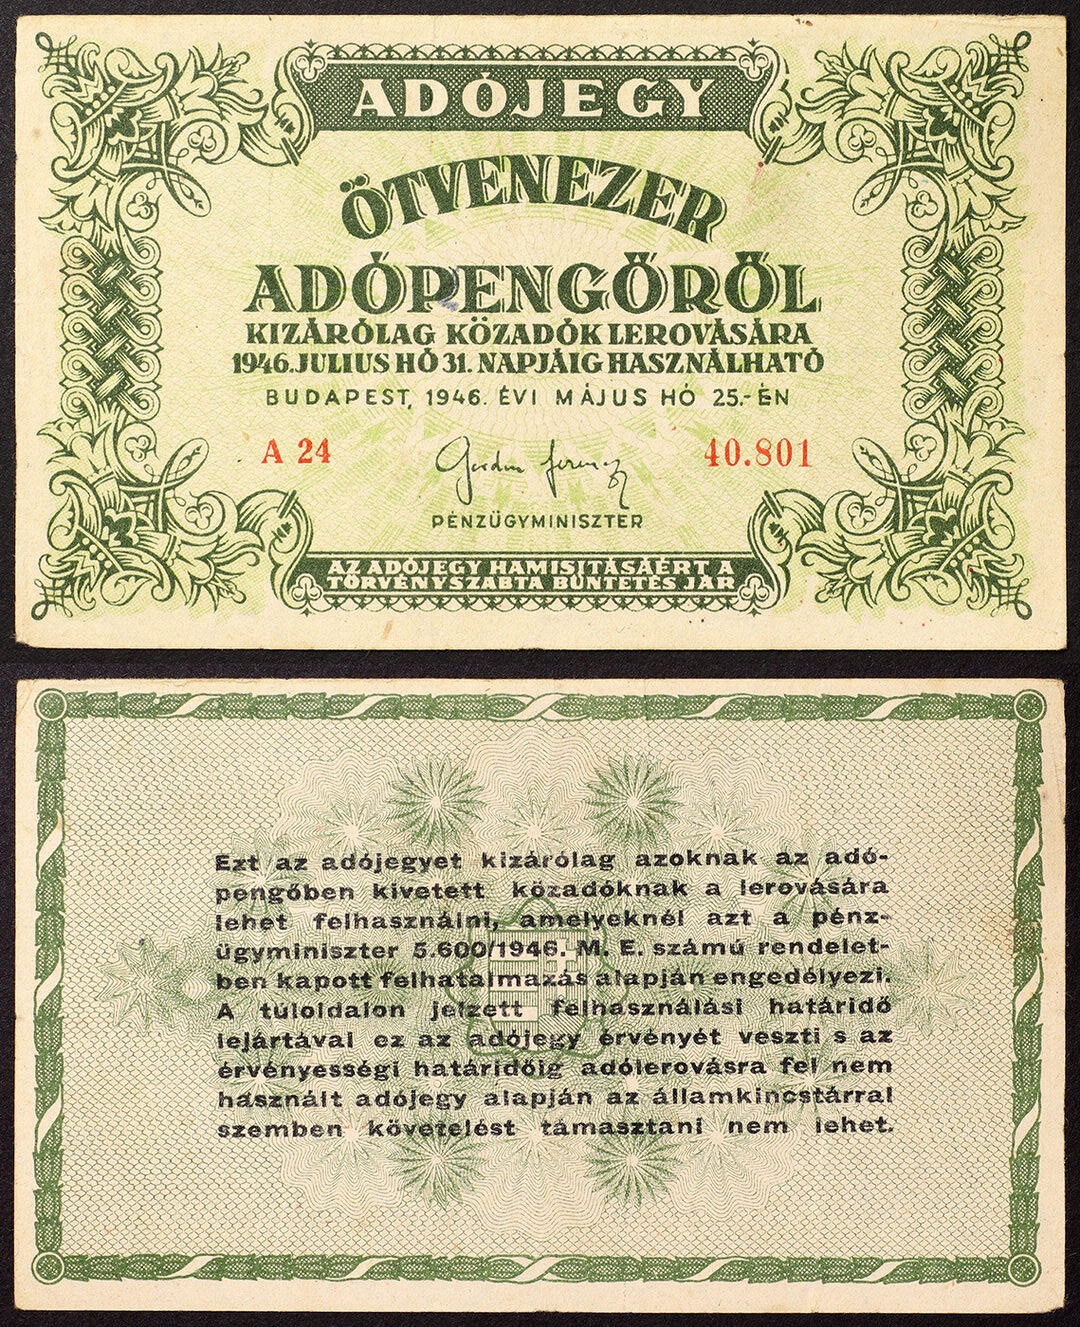 ADÓJEGY
ÖTVENEZER
ADÓPENGŐRŐL
KIZÁRÓLAG KÖZADÓK LEROVÁSÁRA
1946. JULIUS HÓ 31. NAPJÁIG HASZNÁLHATÓ
BUDAPEST, 1946. ÉVI MÁJUS HÓ 25.-ÉN
A 24
40.801
Gordon Ferenc
PÉNZÜGYMINISZTER
AZ ADÓJEGY HAMISÍTÁSÁÉRT A
TÖRVÉNYSZABTA BÜNTETÉS JÁR
Ezt az adójegyet kizárólag azoknak az adó-
pengőben kivetett közadóknak a lerovására
lehet felhasználni, amelyeknél azt a pénz-
ügyminiszter 5.600/1946. M. E. számú rendelet-
ben kapott felhatalmazás alapján engedélyezi.
A túloldalon jelzett felhasználási határidő
lejártával ez az adójegy érvényét veszti s az
érvényességi határidőig adólerovásra fel nem
használt adójegy alapján az államkincstárral
szemben követelést támasztani nem lehet.